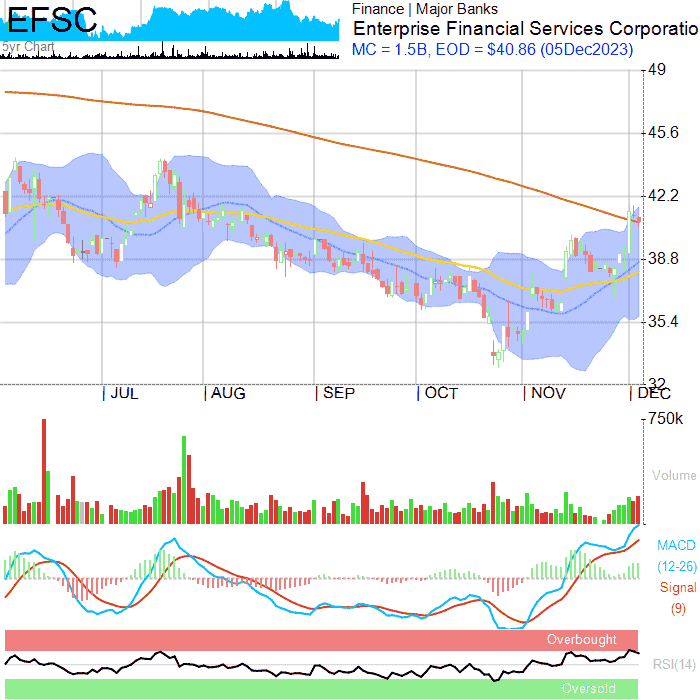 EFSC
5yr Chart
Finance | Major Banks
Enterprise Financial Services Corporatio
MC = 1.5B, EOD = $40.86 (05Dec2023)
49
45.6
42.2
38.8
35.4
32
JUL AUG SEP OCT NOV DEC
750k
Volume
MACD
(12-26)
Signal
(9)
Overbought
RSI(14)
Oversold